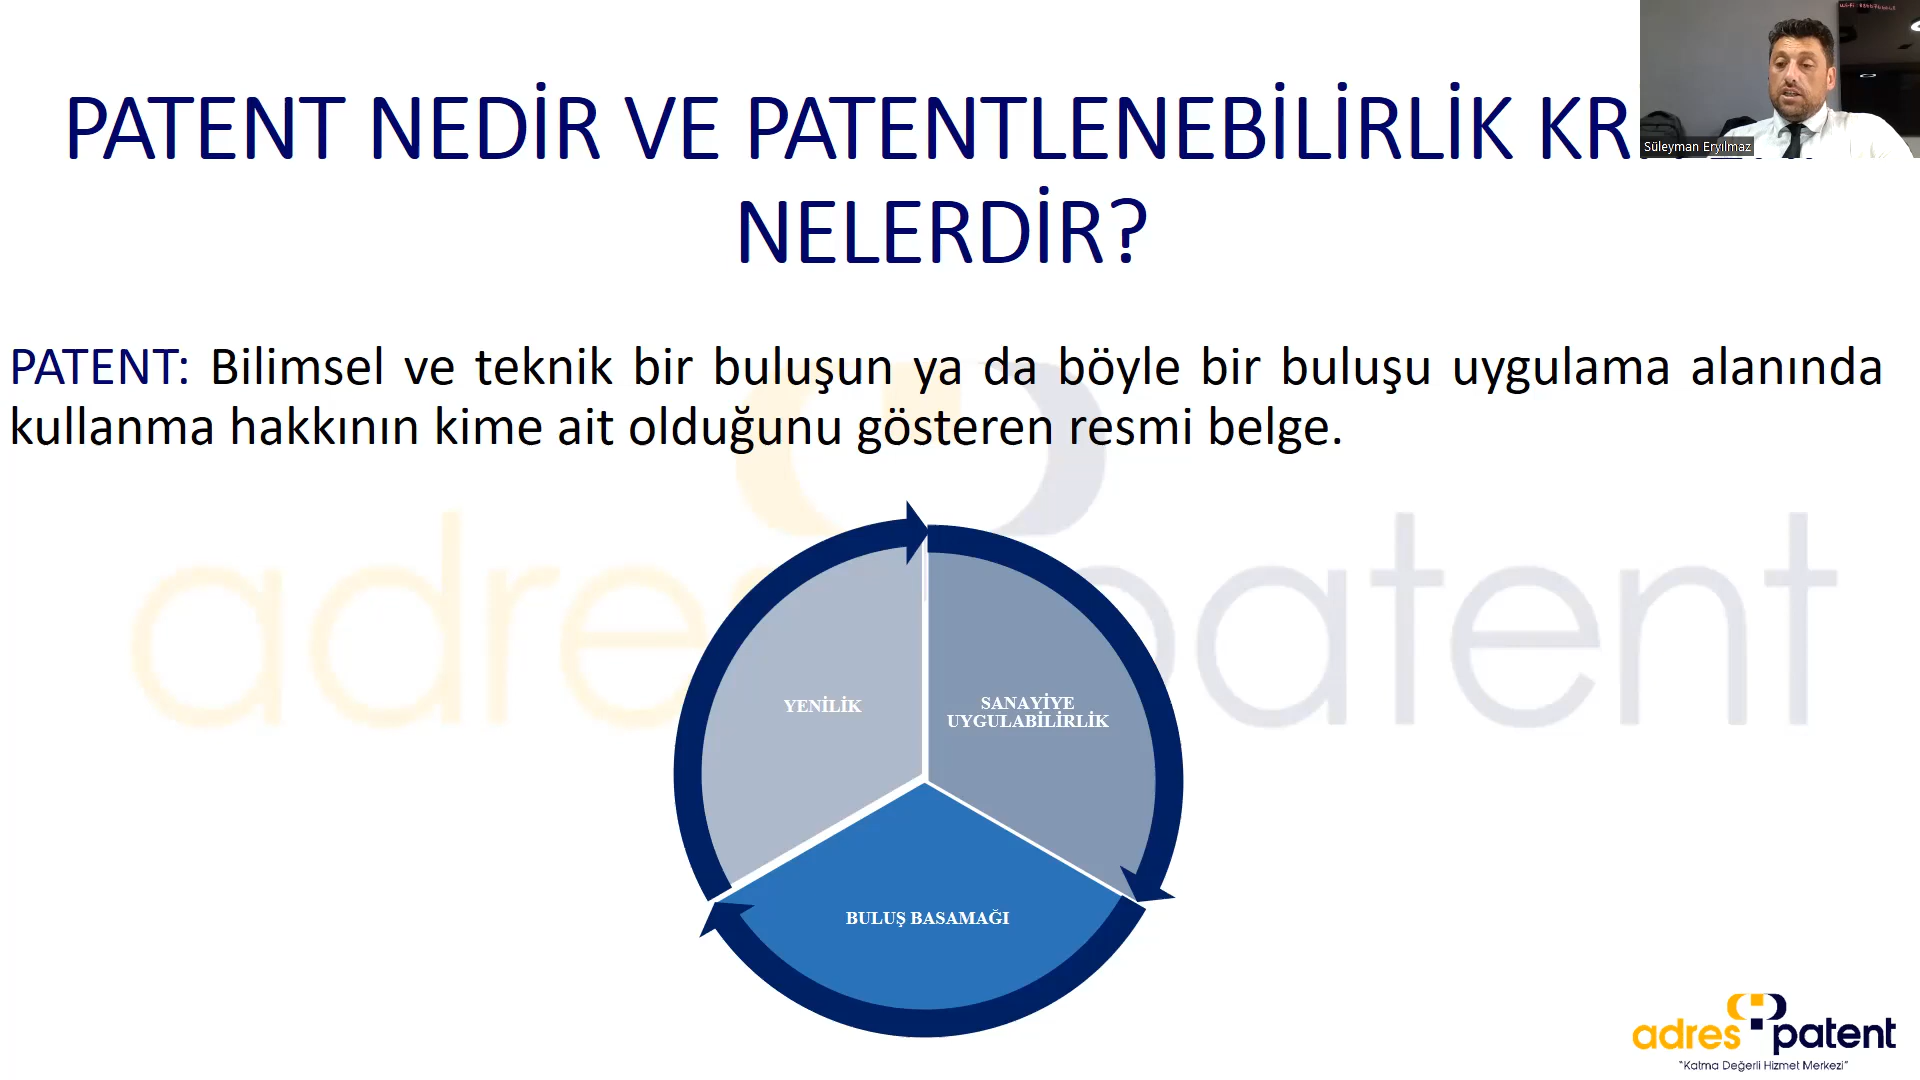 PATENT NEDİR VE PATENTLENEBİLİRLİK
NELERDİR?
Süleyman Eryılmaz
PATENT: Bilimsel ve teknik bir buluşun ya da böyle bir buluşu uygulama alanında
kullanma hakkının kime ait olduğunu gösteren resmi belge.
adres patent
YENİLİK
SANAYİYE
UYGULABİLİRLİK
BULUŞ BASAMAĞI
adres patent
"Katma Değerli Hizmet Merkezi"